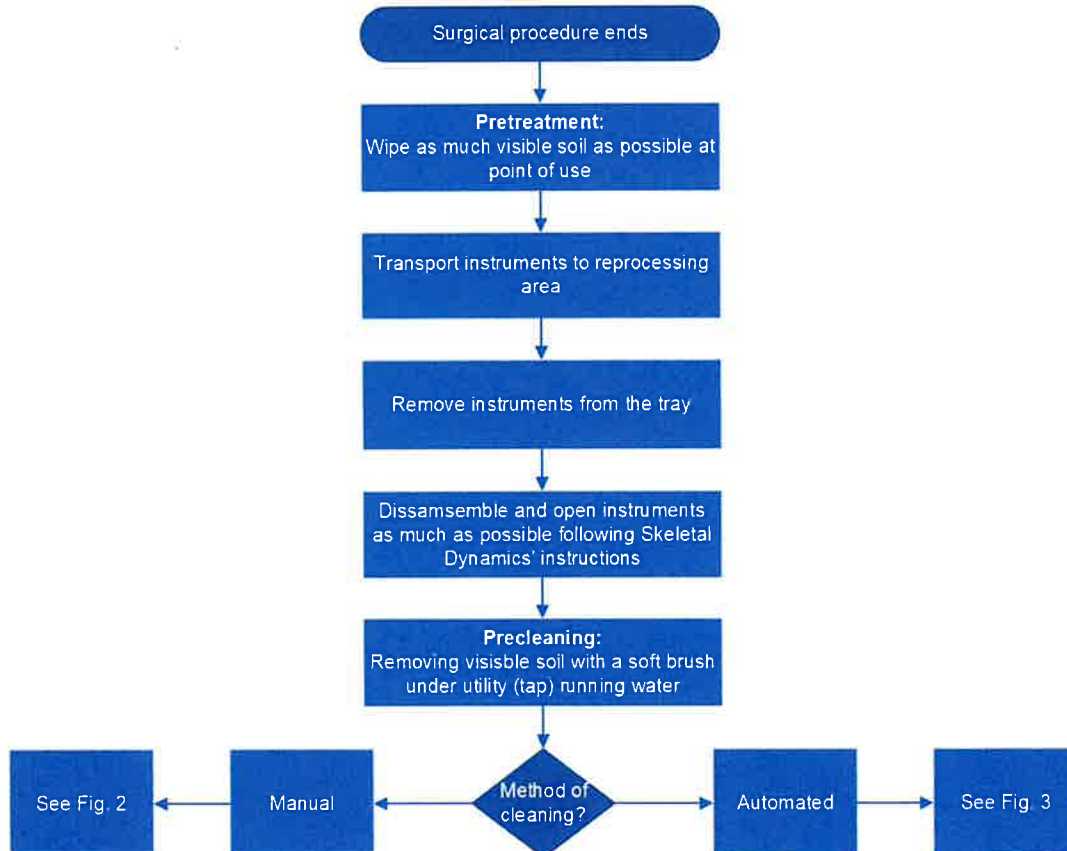 Surgical procedure ends
Pretreatment:
Wipe as much visible soil as possible at
point of use
Transport instruments to reprocessing
area
Remove instruments from the tray
Dissamsemble and open instruments
as much as possible following Skeletal
Dynamics' instructions
Precleaning:
Removing visisble soil with a soft brush
under utility (tap) running water
See Fig. 2
Manual
Method of
cleaning?
Automated
See Fig. 3